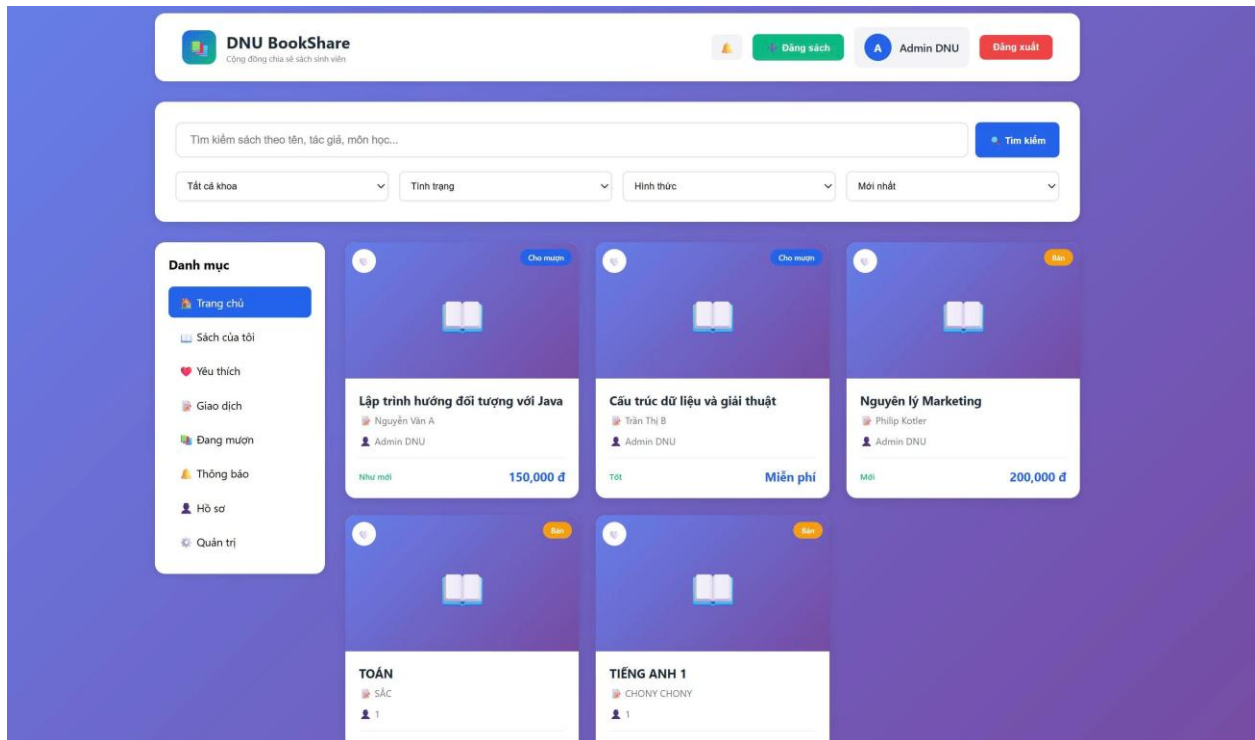 DNU BookShare
Cộng đồng chia sẻ sách sinh viên
Đăng sách
A
Admin DNU
Đăng xuất
Tìm kiếm sách theo tên, tác giả, môn học...
Tìm kiếm
Tất cả khoa
Tình trạng
Hình thức
Mới nhất
Danh mục
Trang chủ
Sách của tôi
Yêu thích
Giao dịch
Đang mượn
Thông báo
Hồ sơ
Quản trị
Cho mượn
Lập trình hướng đối tượng với Java
Nguyễn Văn A
Admin DNU
Như mới
150,000 đ
Cho mượn
Cấu trúc dữ liệu và giải thuật
Trần Thị B
Admin DNU
Tốt
Miễn phí
Bán
Nguyên lý Marketing
Philip Kotler
Admin DNU
Mới
200,000 đ
Bán
TOÁN
SẮC
1
Bán
TIẾNG ANH 1
CHONY CHONY
1